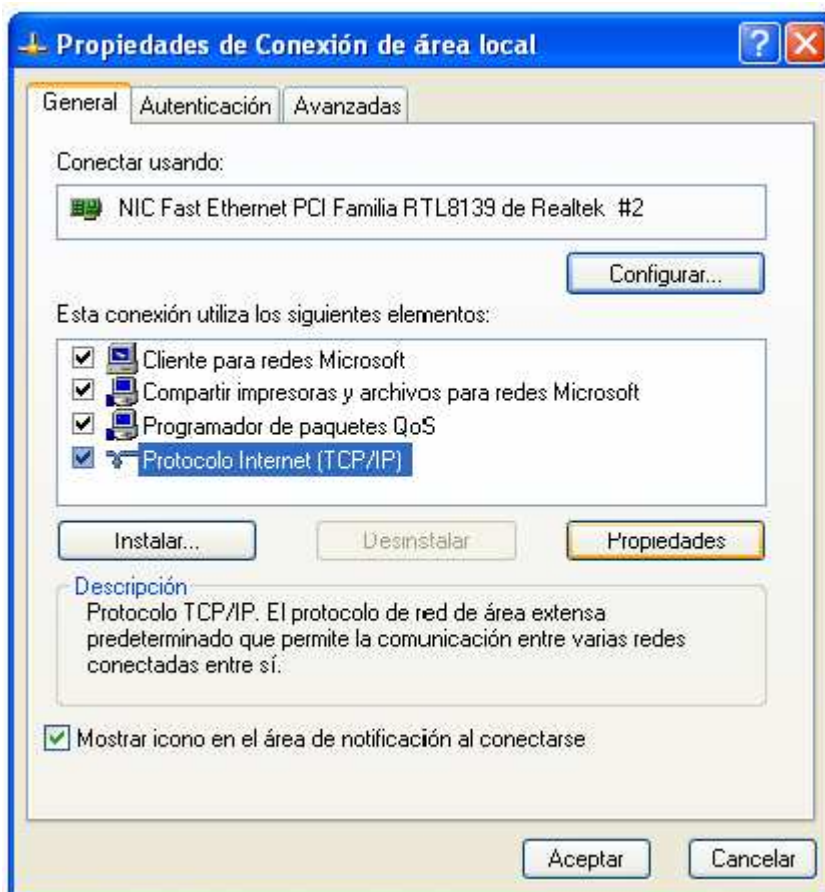 Propiedades de Conexión de área local
General
Autenticación
Avanzadas
Conectar usando:
NIC Fast Ethernet PCI Familia RTL8139 de Realtek #2
Configurar...
Esta conexión utiliza los siguientes elementos:
Cliente para redes Microsoft
Compartir impresoras y archivos para redes Microsoft
Programador de paquetes QoS
Protocolo Internet (TCP/IP)
Instalar...
Desinstalar
Propiedades
Descripción
Protocolo TCP/IP. El protocolo de red de área extensa
predeterminado que permite la comunicación entre varias redes
conectadas entre sí.
Mostrar icono en el área de notificación al conectarse
Aceptar
Cancelar